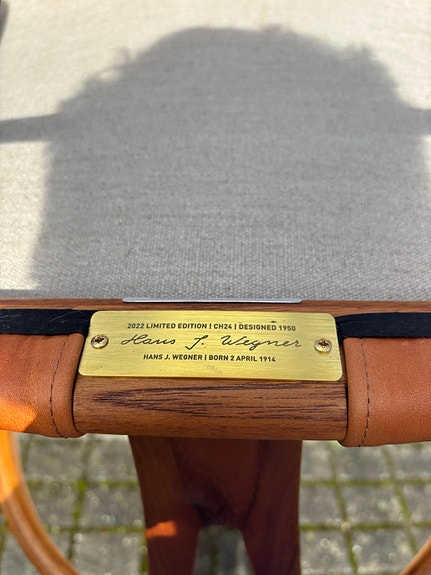 2022 LIMITED EDITION | CH24 | DESIGNED 1950
Hans J. Wegner
HANS J. WEGNER | BORN 2 APRIL 1914